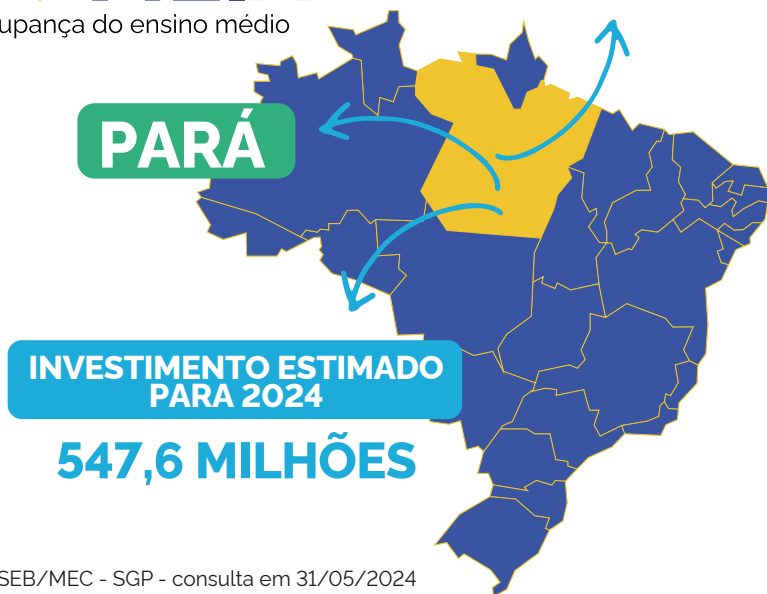 upança do ensino médio
PARÁ
INVESTIMENTO ESTIMADO
PARA 2024
547,6 MILHÕES
SEB/MEC - SGP - consulta em 31/05/2024